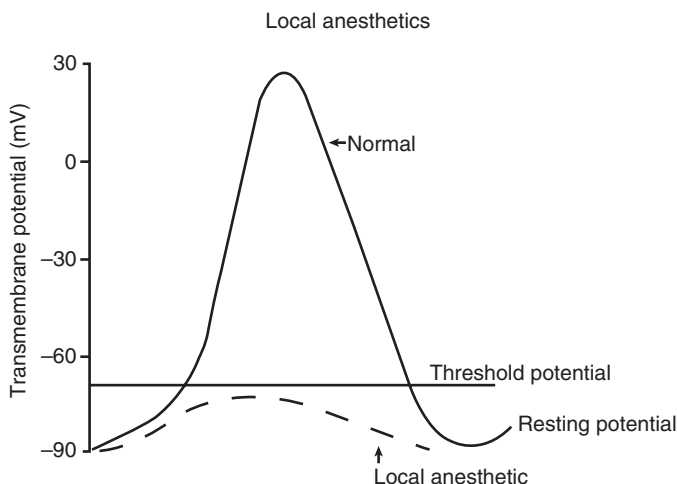 Local anesthetics
Transmembrane potential (mV)
30
0
–30
–60
–90
Normal
Threshold potential
Resting potential
Local anesthetic